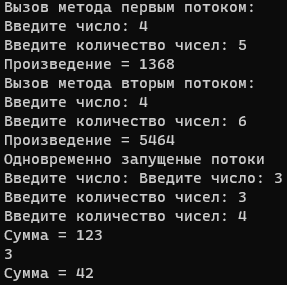 Вызов метода первым потоком:
Введите число: 4
Введите количество чисел: 5
Произведение = 1368
Вызов метода вторым потоком:
Введите число: 4
Введите количество чисел: 6
Произведение = 5464
Одновременно запущеные потоки
Введите число: Введите число: 3
Введите количество чисел: 3
Введите количество чисел: 4
Сумма = 123
3
Сумма = 42